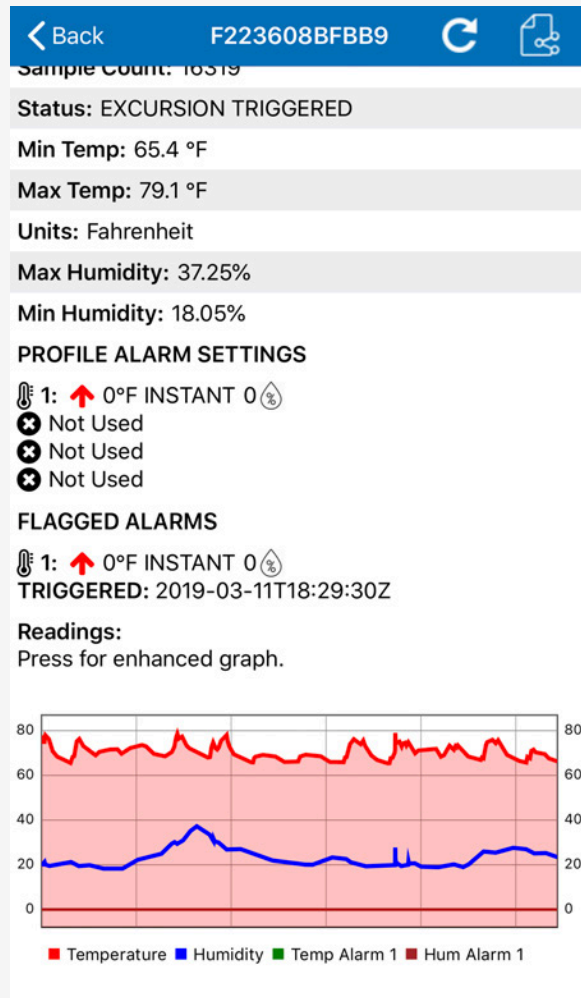 Back F223608BFBB9
Sample Count: 16319
Status: EXCURSION TRIGGERED
Min Temp: 65.4 °F
Max Temp: 79.1 °F
Units: Fahrenheit
Max Humidity: 37.25%
Min Humidity: 18.05%
PROFILE ALARM SETTINGS
1: 0°F INSTANT 0 %
Not Used
Not Used
Not Used
FLAGGED ALARMS
1: 0°F INSTANT 0 %
TRIGGERED: 2019-03-11T18:29:30Z
Readings:
Press for enhanced graph.
80 80
60 60
40 40
20 20
0 0
Temperature Humidity Temp Alarm 1 Hum Alarm 1